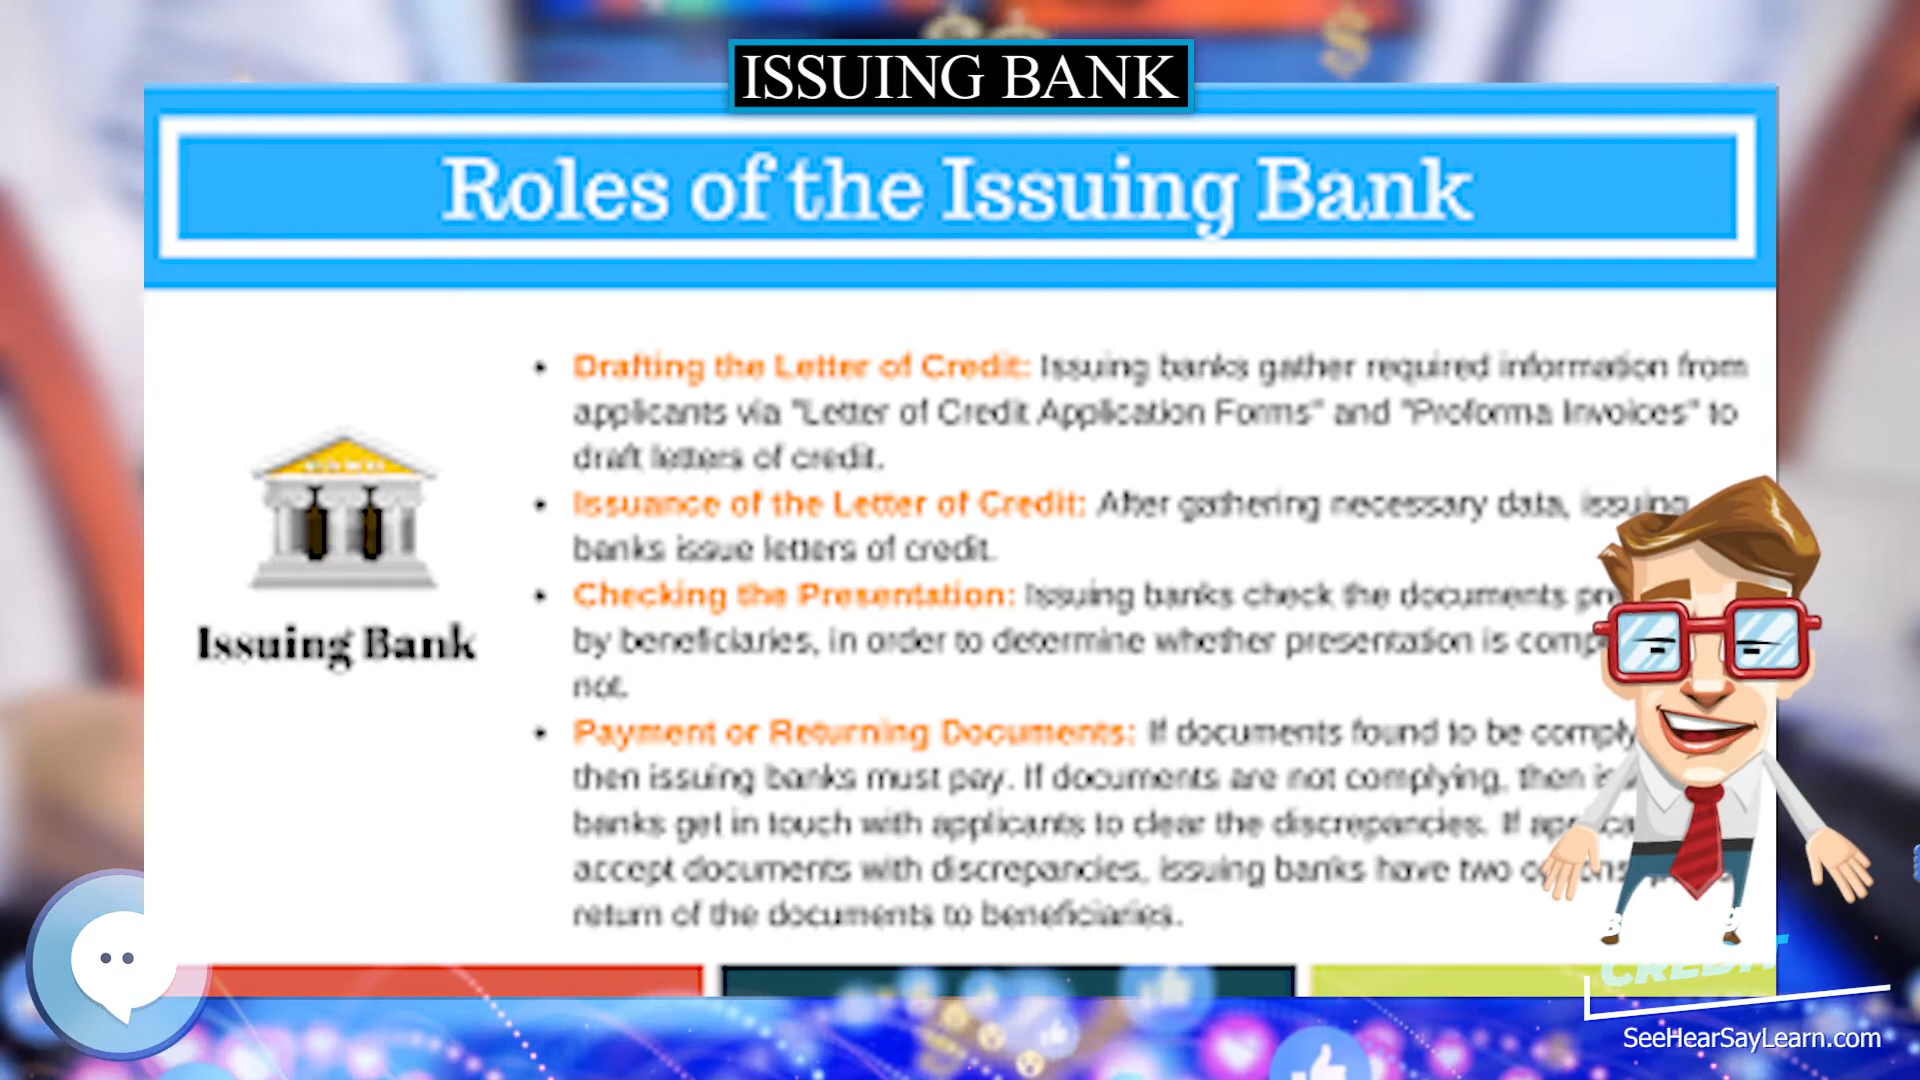 ISSUING BANK
Roles of the Issuing Bank
• Drafting the Letter of Credit: Issuing banks gather required information from
applicants via "Letter of Credit Application Forms" and "Proforma Invoices" to
draft letters of credit.
• Issuance of the Letter of Credit: After gathering necessary data, issuing
banks issue letters of credit.
• Checking the Presentation: Issuing banks check the documents
by beneficiaries, in order to determine whether presentation is
not.
• Payment or Returning Documents: If documents found to be
then issuing banks must pay. If documents are not complying, then
banks get in touch with applicants to clear the discrepancies. If
accept documents with discrepancies, issuing banks have two
return of the documents to beneficiaries.
Issuing Bank
CREDIT
SeeHearSayLearn.com